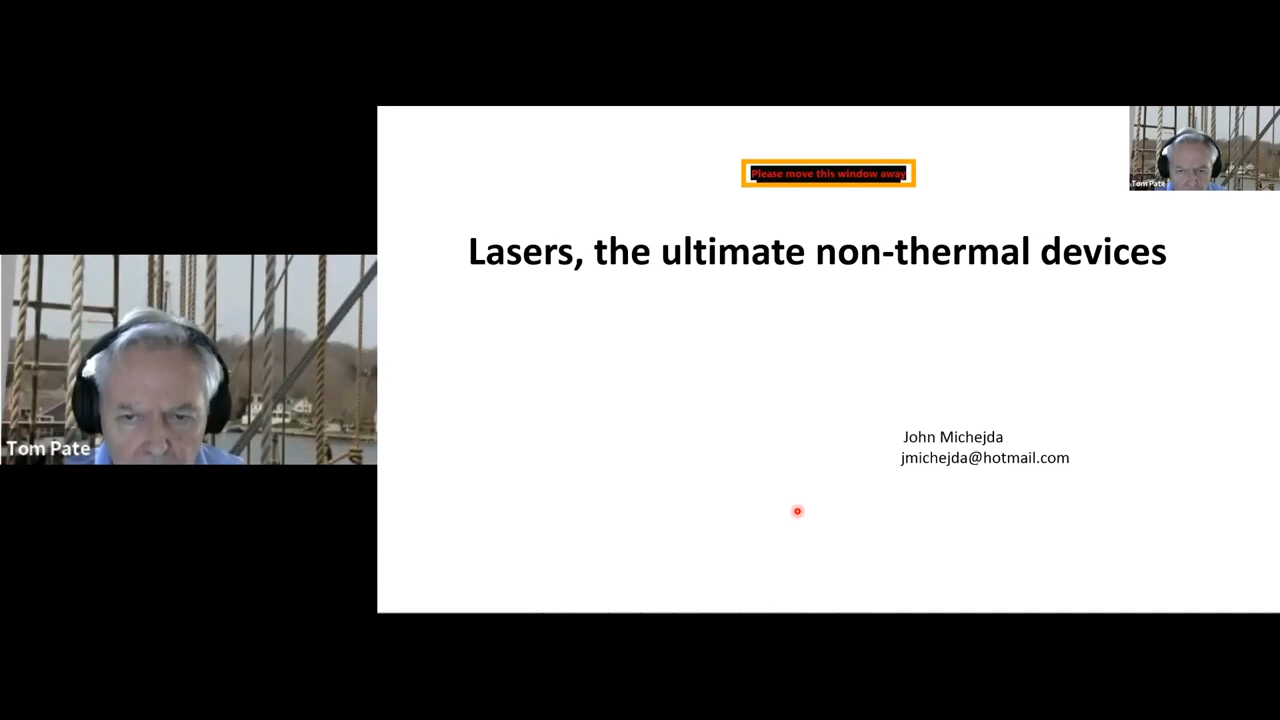 Please move this window away
Tom Pate
Lasers, the ultimate non-thermal devices
John Michejda
jmichejda@hotmail.com
Tom Pate